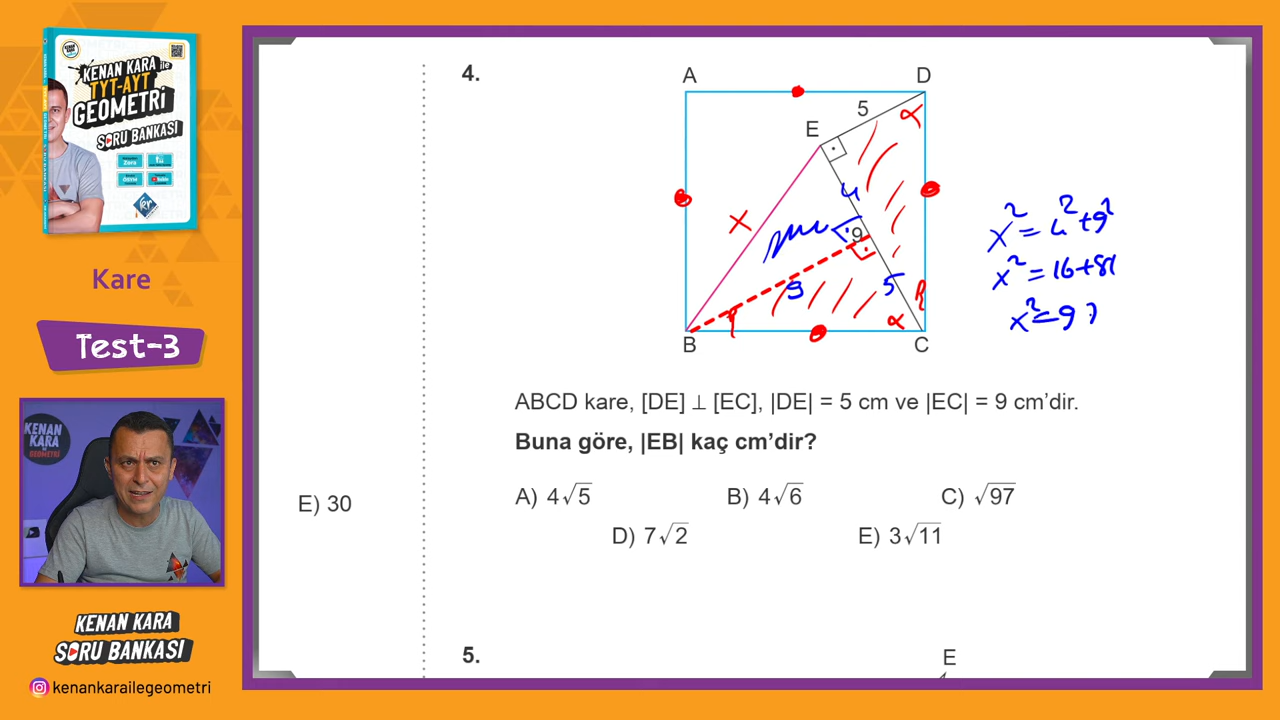 KENAN KARA ile
TYT-AYT
GEOMETRİ
SORU BANKASI
Kare
Test-3
KENAN
KARA
GEOMETRİ
KENAN KARA
SORU BANKASI
kenankarailegeometri
E) 30
4.
A
D
5
α
E
4
x
9
9
5
β
β
α
B
C
x² = 4² + 9²
x² = 16 + 81
x² = 97
ABCD kare, [DE] ⊥ [EC], |DE| = 5 cm ve |EC| = 9 cm’dir.
Buna göre, |EB| kaç cm’dir?
A) 4√5 B) 4√6 C) √97
D) 7√2 E) 3√11
5.
E